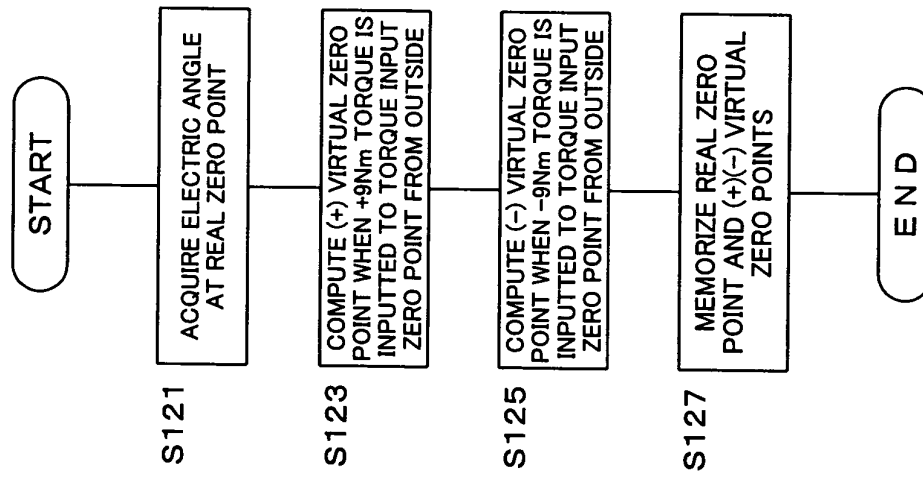 START
S121
ACQUIRE ELECTRIC ANGLE
AT REAL ZERO POINT
S123
COMPUTE (+) VIRTUAL ZERO
POINT WHEN +9Nm TORQUE IS
INPUTTED TO TORQUE INPUT
ZERO POINT FROM OUTSIDE
S125
COMPUTE (−) VIRTUAL ZERO
POINT WHEN −9Nm TORQUE IS
INPUTTED TO TORQUE INPUT
ZERO POINT FROM OUTSIDE
S127
MEMORIZE REAL ZERO
POINT AND (+)(−) VIRTUAL
ZERO POINTS
END